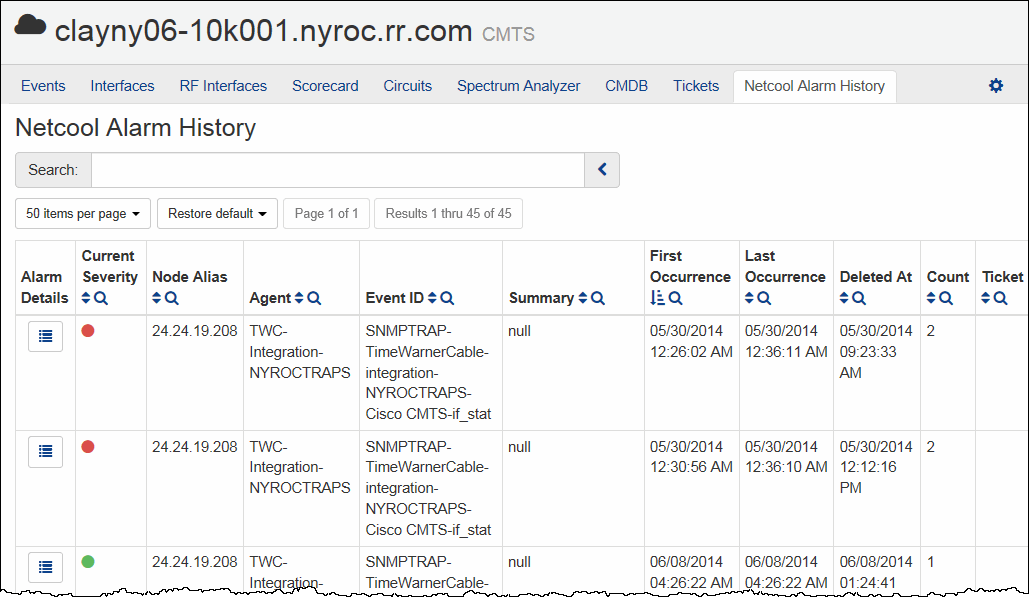 clayny06-10k001.nyroc.rr.com CMTS
Events Interfaces RF Interfaces Scorecard Circuits Spectrum Analyzer CMDB Tickets Netcool Alarm History
Netcool Alarm History
Search:
50 items per page Restore default Page 1 of 1 Results 1 thru 45 of 45
Alarm Details
Current Severity
Node Alias
Agent
Event ID
Summary
First Occurrence
Last Occurrence
Deleted At
Count
Ticket
24.24.19.208
TWC-
Integration-
NYROCTRAPS
SNMPTRAP-
TimeWarnerCable-
integration-
NYROCTRAPS-
Cisco CMTS-if_stat
null
05/30/2014
12:26:02 AM
05/30/2014
12:36:11 AM
05/30/2014
09:23:33
AM
2
24.24.19.208
TWC-
Integration-
NYROCTRAPS
SNMPTRAP-
TimeWarnerCable-
integration-
NYROCTRAPS-
Cisco CMTS-if_stat
null
05/30/2014
12:30:56 AM
05/30/2014
12:36:10 AM
05/30/2014
12:12:16
PM
2
24.24.19.208
TWC-
Integration-
SNMPTRAP-
TimeWarnerCable-
null
06/08/2014
04:26:22 AM
06/08/2014
04:26:22 AM
06/08/2014
01:24:41
1